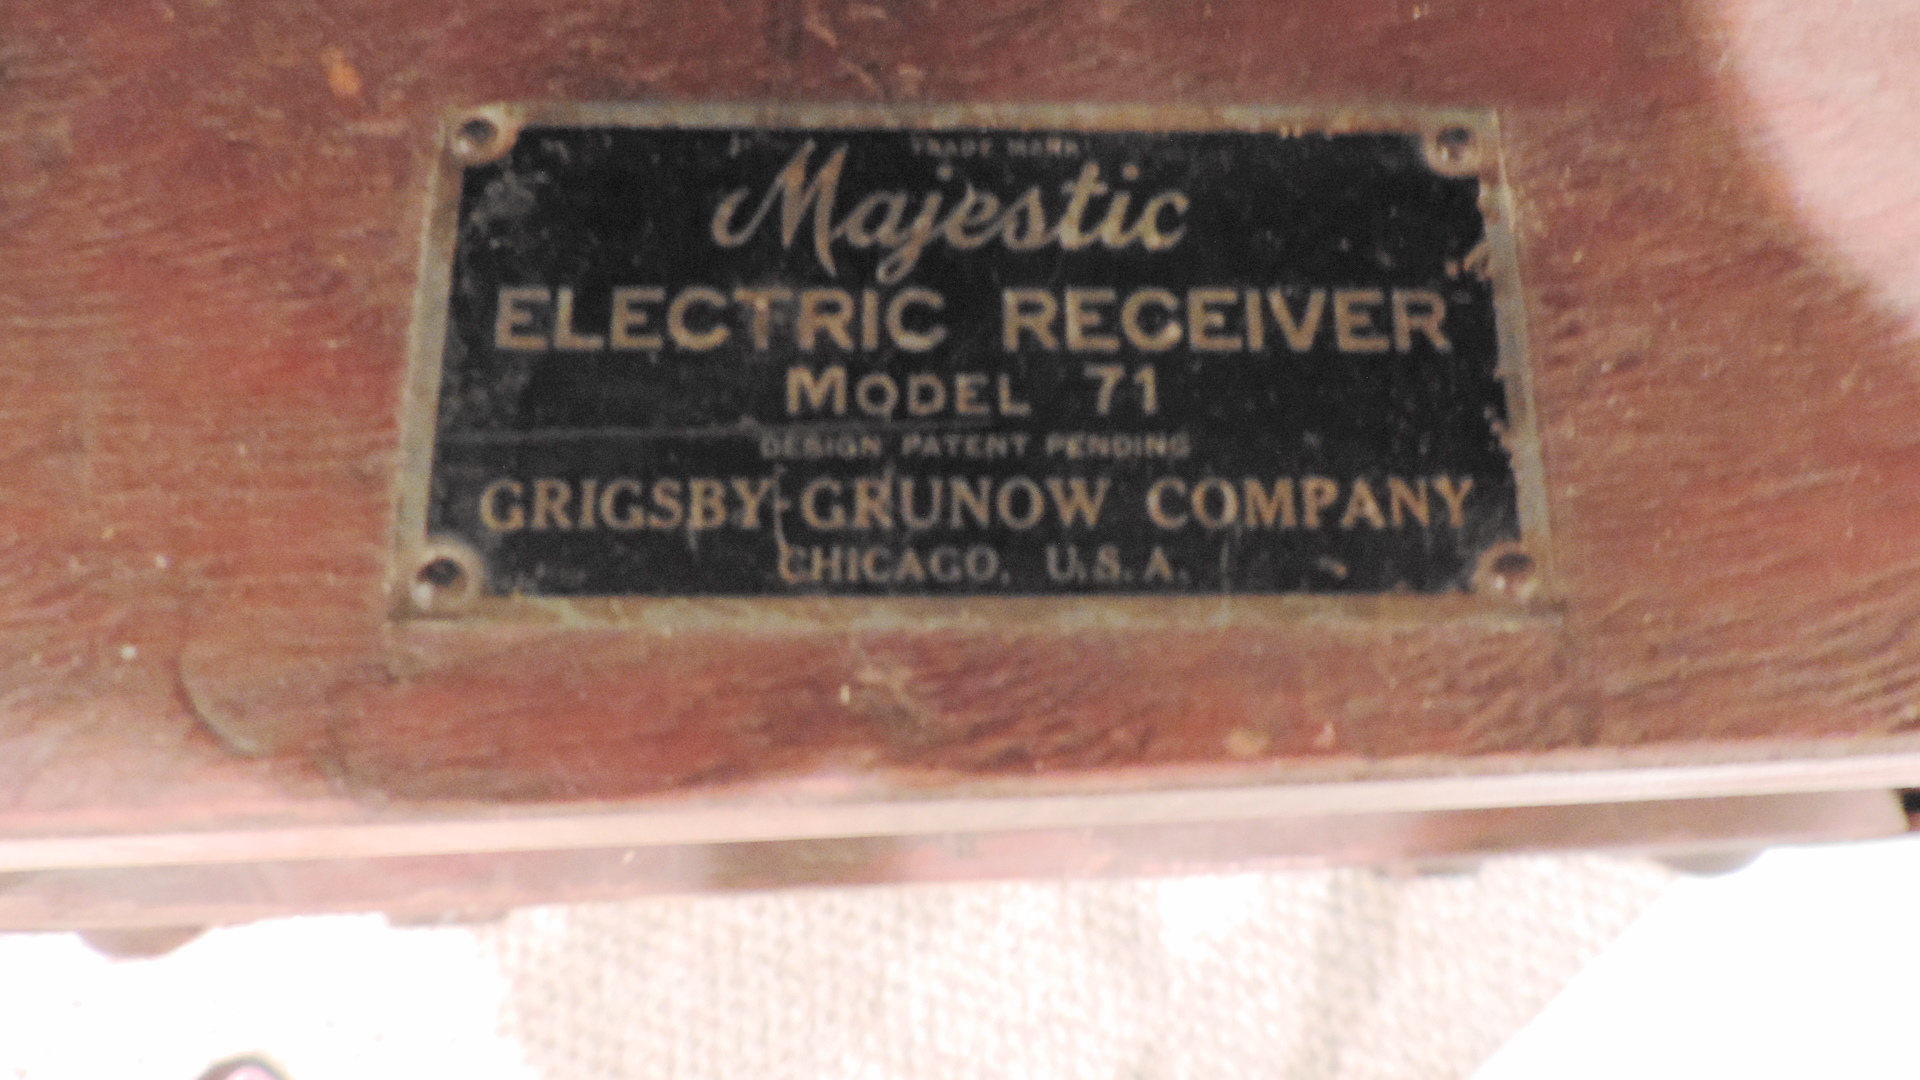 TRADE MARK
Majestic
ELECTRIC RECEIVER
MODEL 71
DESIGN PATENT PENDING
GRIGSBY-GRUNOW COMPANY
CHICAGO, U.S.A.